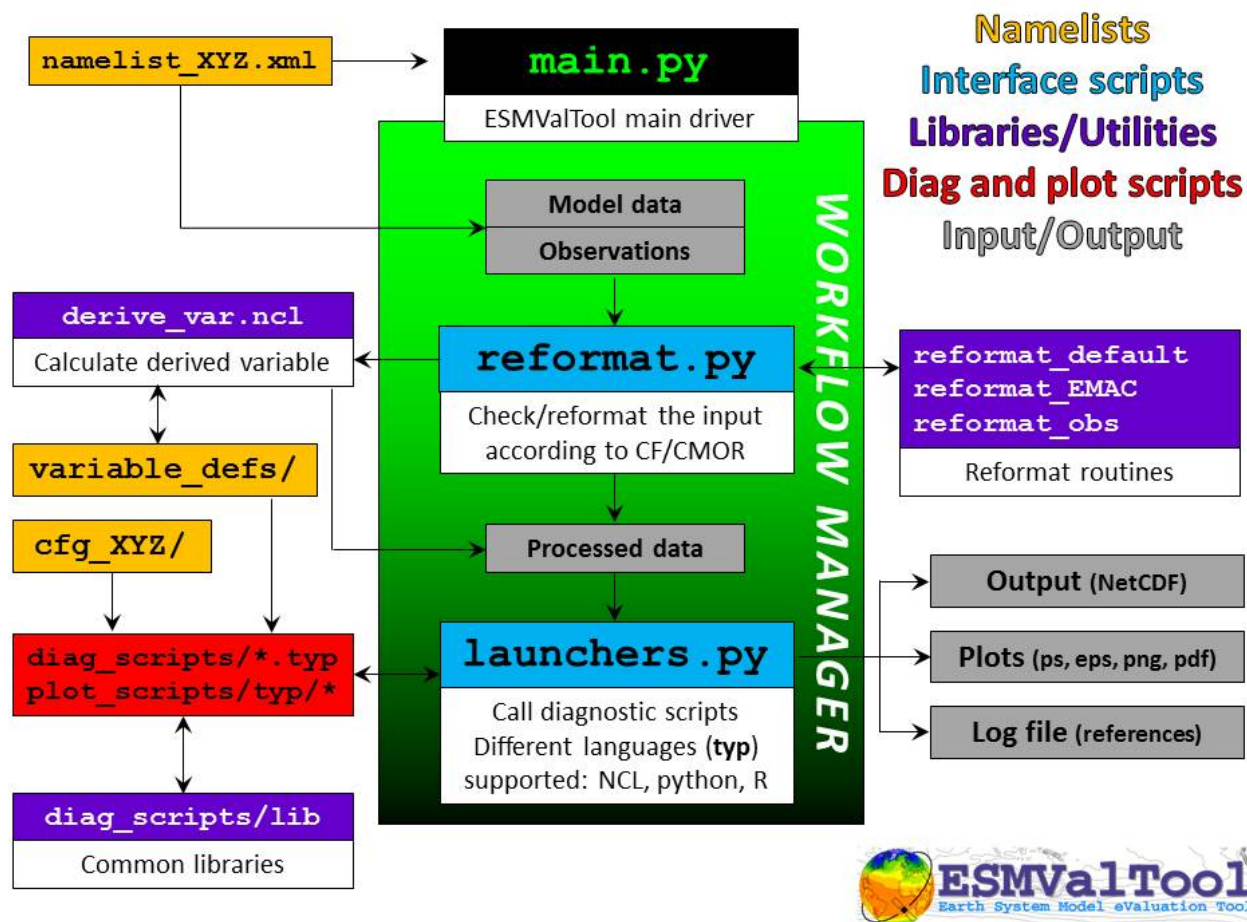 namelist_XYZ.xml
main.py
ESMValTool main driver
Namelists
Interface scripts
Libraries/Utilities
Diag and plot scripts
Input/Output
Model data
Observations
WORKFLOW MANAGER
derive_var.ncl
Calculate derived variable
reformat.py
Check/reformat the input
according to CF/CMOR
reformat_default
reformat_EMAC
reformat_obs
Reformat routines
variable_defs/
cfg_XYZ/
Processed data
diag_scripts/*.typ
plot_scripts/typ/*
launchers.py
Call diagnostic scripts
Different languages (typ)
supported: NCL, python, R
Output (NetCDF)
Plots (ps, eps, png, pdf)
Log file (references)
diag_scripts/lib
Common libraries
ESMValTool
Earth System Model eValuation Tool